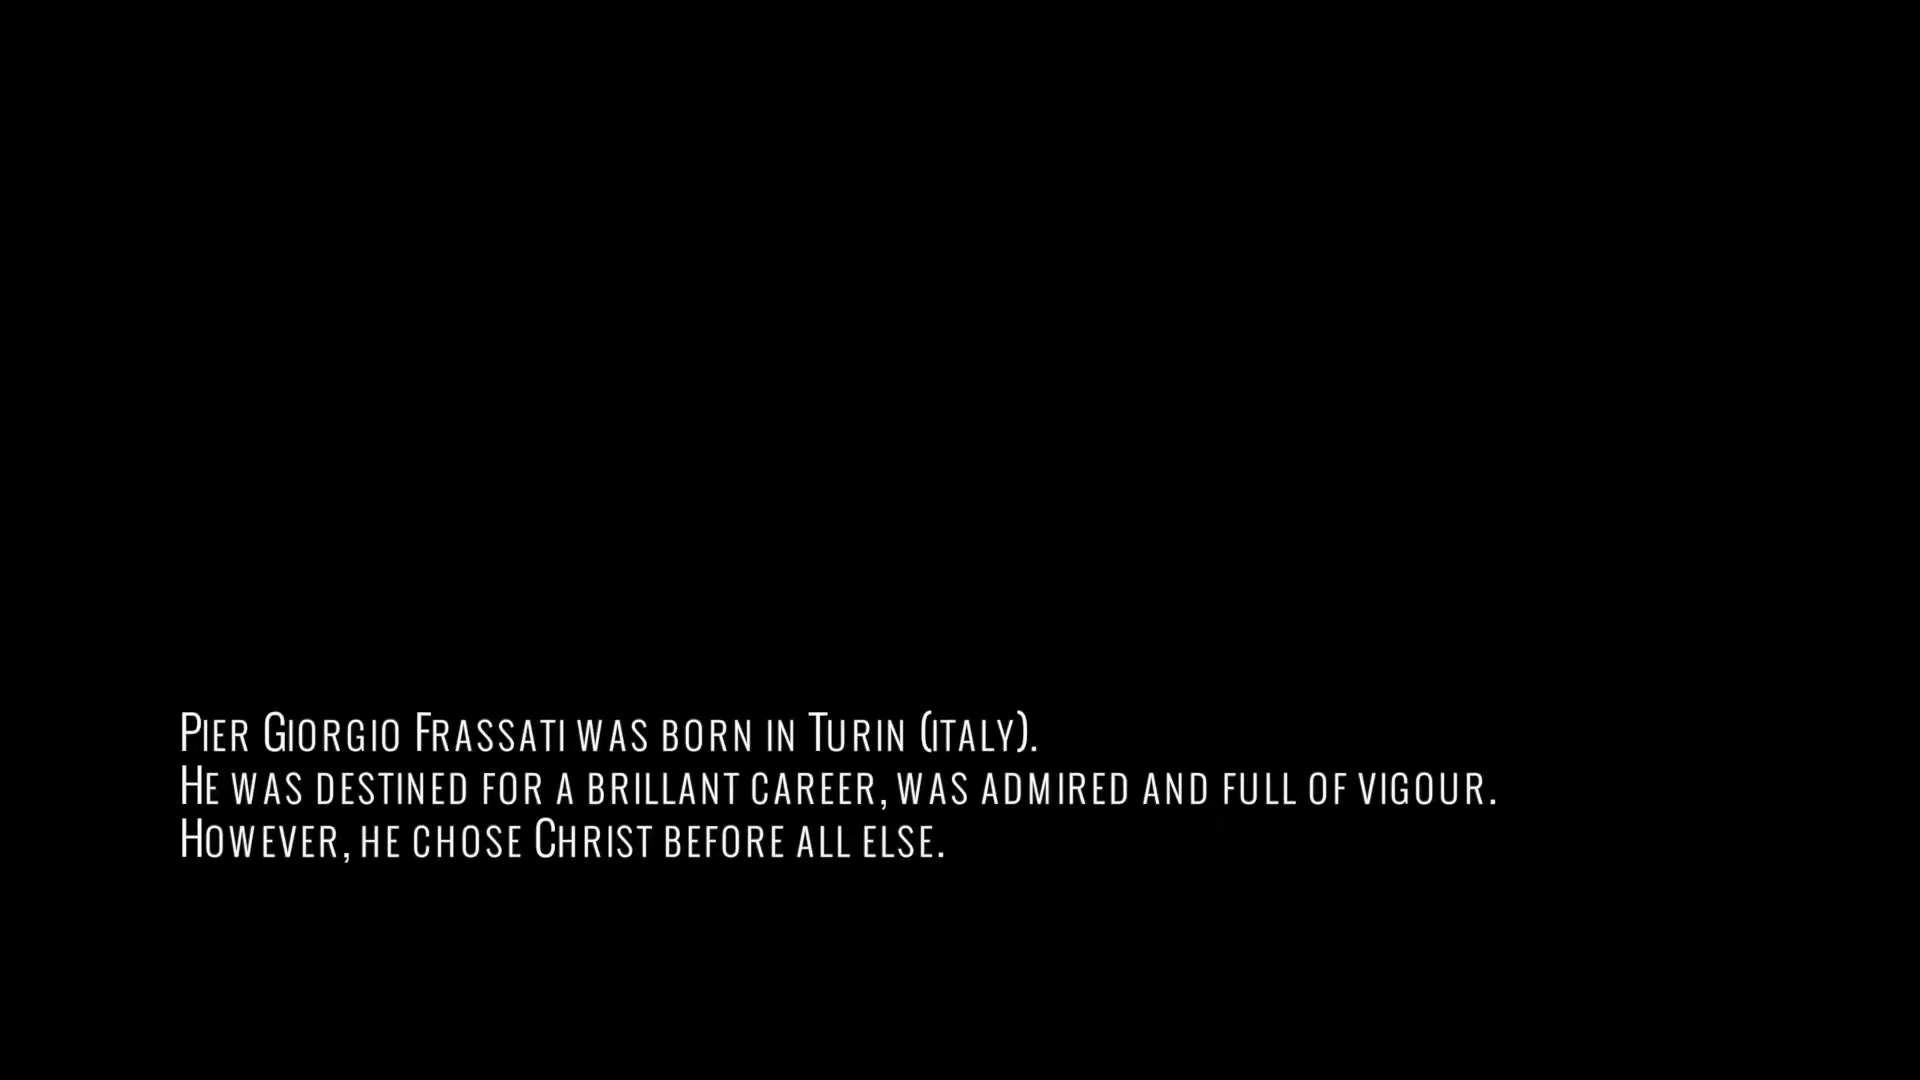 Pier Giorgio Frassati was born in Turin (italy).
He was destined for a brillant career, was admired and full of vigour.
However, he chose Christ before all else.